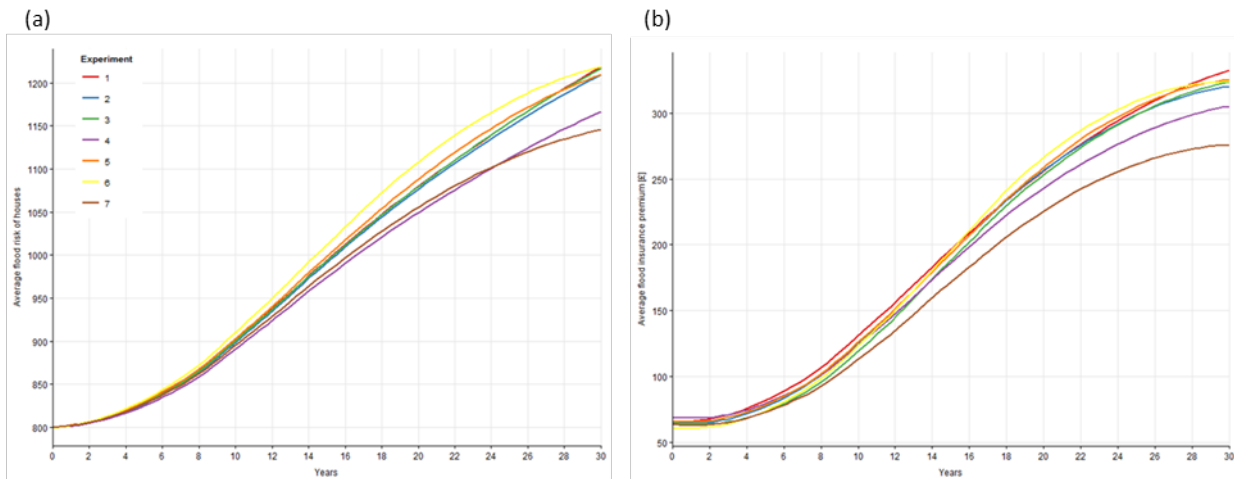 (a)
(b)
Experiment
1
2
3
4
5
6
7
Average flood risk of houses
1200
1150
1100
1050
1000
950
900
850
800
0 2 4 6 8 10 12 14 16 18 20 22 24 26 28 30
Years
Average flood insurance premium [£]
300
250
200
150
100
50
0 2 4 6 8 10 12 14 16 18 20 22 24 26 28 30
Years